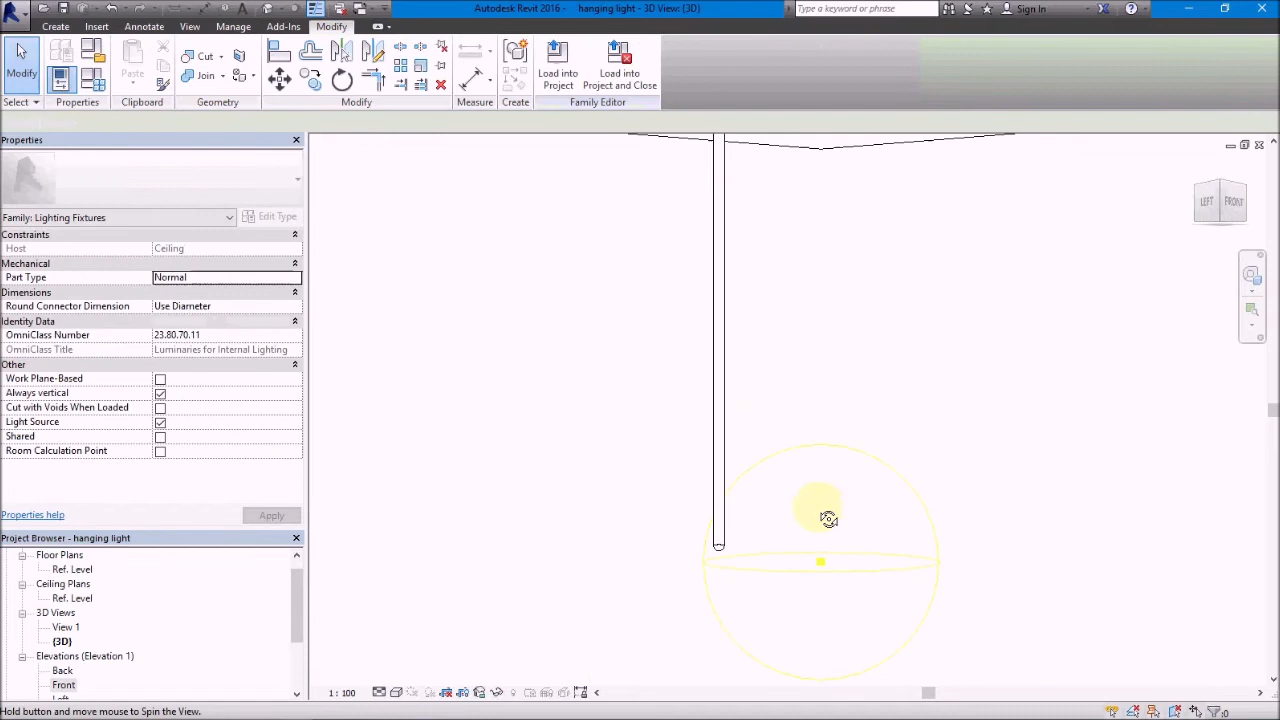 Autodesk Revit 2016 - hanging light - 3D View: {3D}
Type a keyword or phrase
Sign In
Create Insert Annotate View Manage Add-Ins Modify
Modify
Paste
Cut
Join
Load into Project
Load into Project and Close
Select Properties Clipboard Geometry Modify Measure Create Family Editor
Properties
Family: Lighting Fixtures
Edit Type
Constraints
Host Ceiling
Mechanical
Part Type Normal
Dimensions
Round Connector Dimension Use Diameter
Identity Data
OmniClass Number 23.80.70.11
OmniClass Title Luminaries for Internal Lighting
Other
Work Plane-Based
Always vertical
Cut with Voids When Loaded
Light Source
Shared
Room Calculation Point
Properties help
Apply
Project Browser - hanging light
Floor Plans
Ref. Level
Ceiling Plans
Ref. Level
3D Views
View 1
{3D}
Elevations (Elevation 1)
Back
Front
LEFT FRONT
1 : 100
Hold button and move mouse to Spin the View.
:0